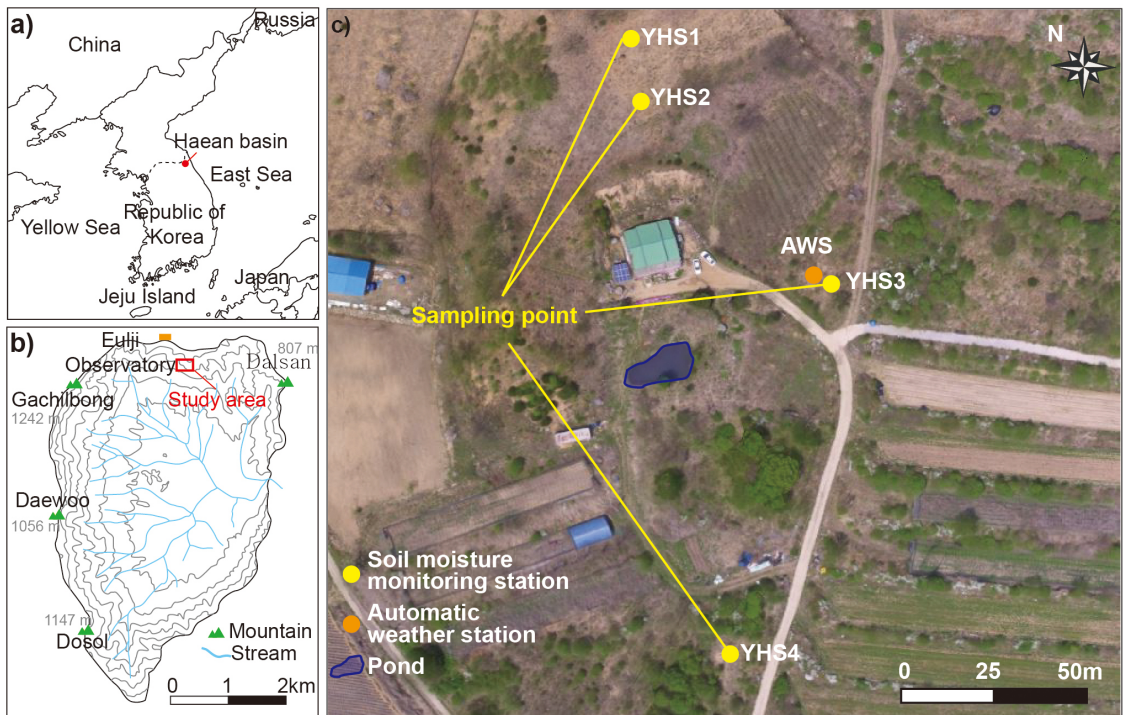 a)
Russia
China
Haean basin
East Sea
Republic of
Korea
Yellow Sea
Japan
Jeju Island
b)
Eulji
Observatory
807 m
Dalsan
Gachilbong
1242 m
Study area
Daewoo
1056 m
1147 m
Dosol
Mountain
Stream
0 1 2km
c)
N
YHS1
YHS2
AWS
YHS3
Sampling point
YHS4
Soil moisture
monitoring station
Automatic
weather station
Pond
0 25 50m